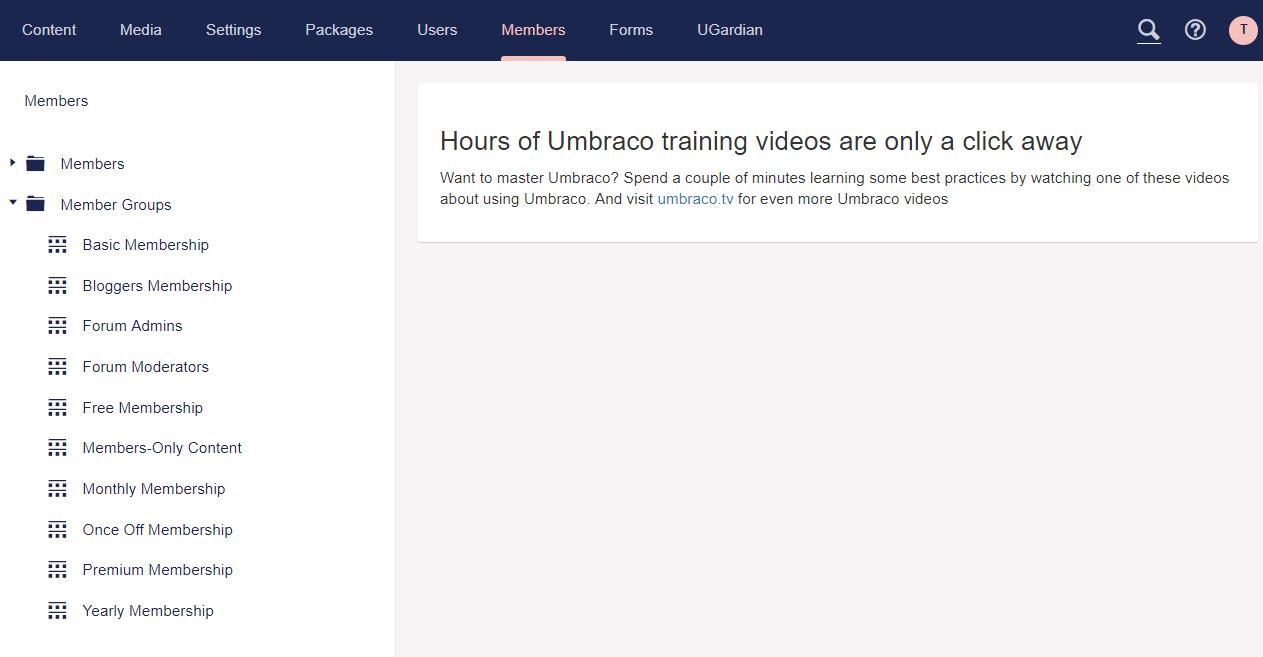 Content Media Settings Packages Users Members Forms UGardian T
Members
Members
Member Groups
Basic Membership
Bloggers Membership
Forum Admins
Forum Moderators
Free Membership
Members-Only Content
Monthly Membership
Once Off Membership
Premium Membership
Yearly Membership
Hours of Umbraco training videos are only a click away
Want to master Umbraco? Spend a couple of minutes learning some best practices by watching one of these videos
about using Umbraco. And visit umbraco.tv for even more Umbraco videos